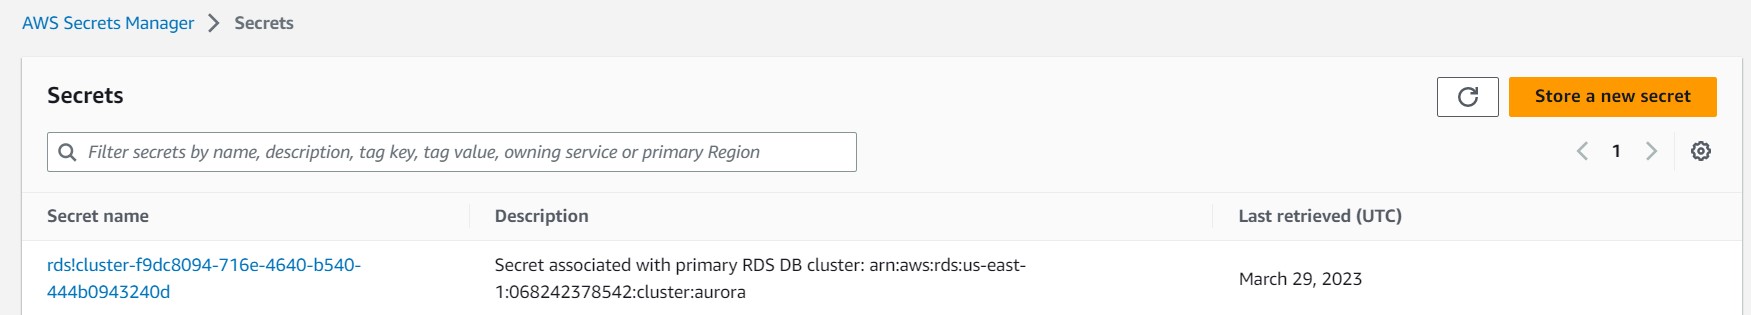 AWS Secrets Manager > Secrets
Secrets
Store a new secret
Filter secrets by name, description, tag key, tag value, owning service or primary Region
1
Secret name Description Last retrieved (UTC)
rds!cluster-f9dc8094-716e-4640-b540-
444b0943240d
Secret associated with primary RDS DB cluster: arn:aws:rds:us-east-
1:068242378542:cluster:aurora
March 29, 2023